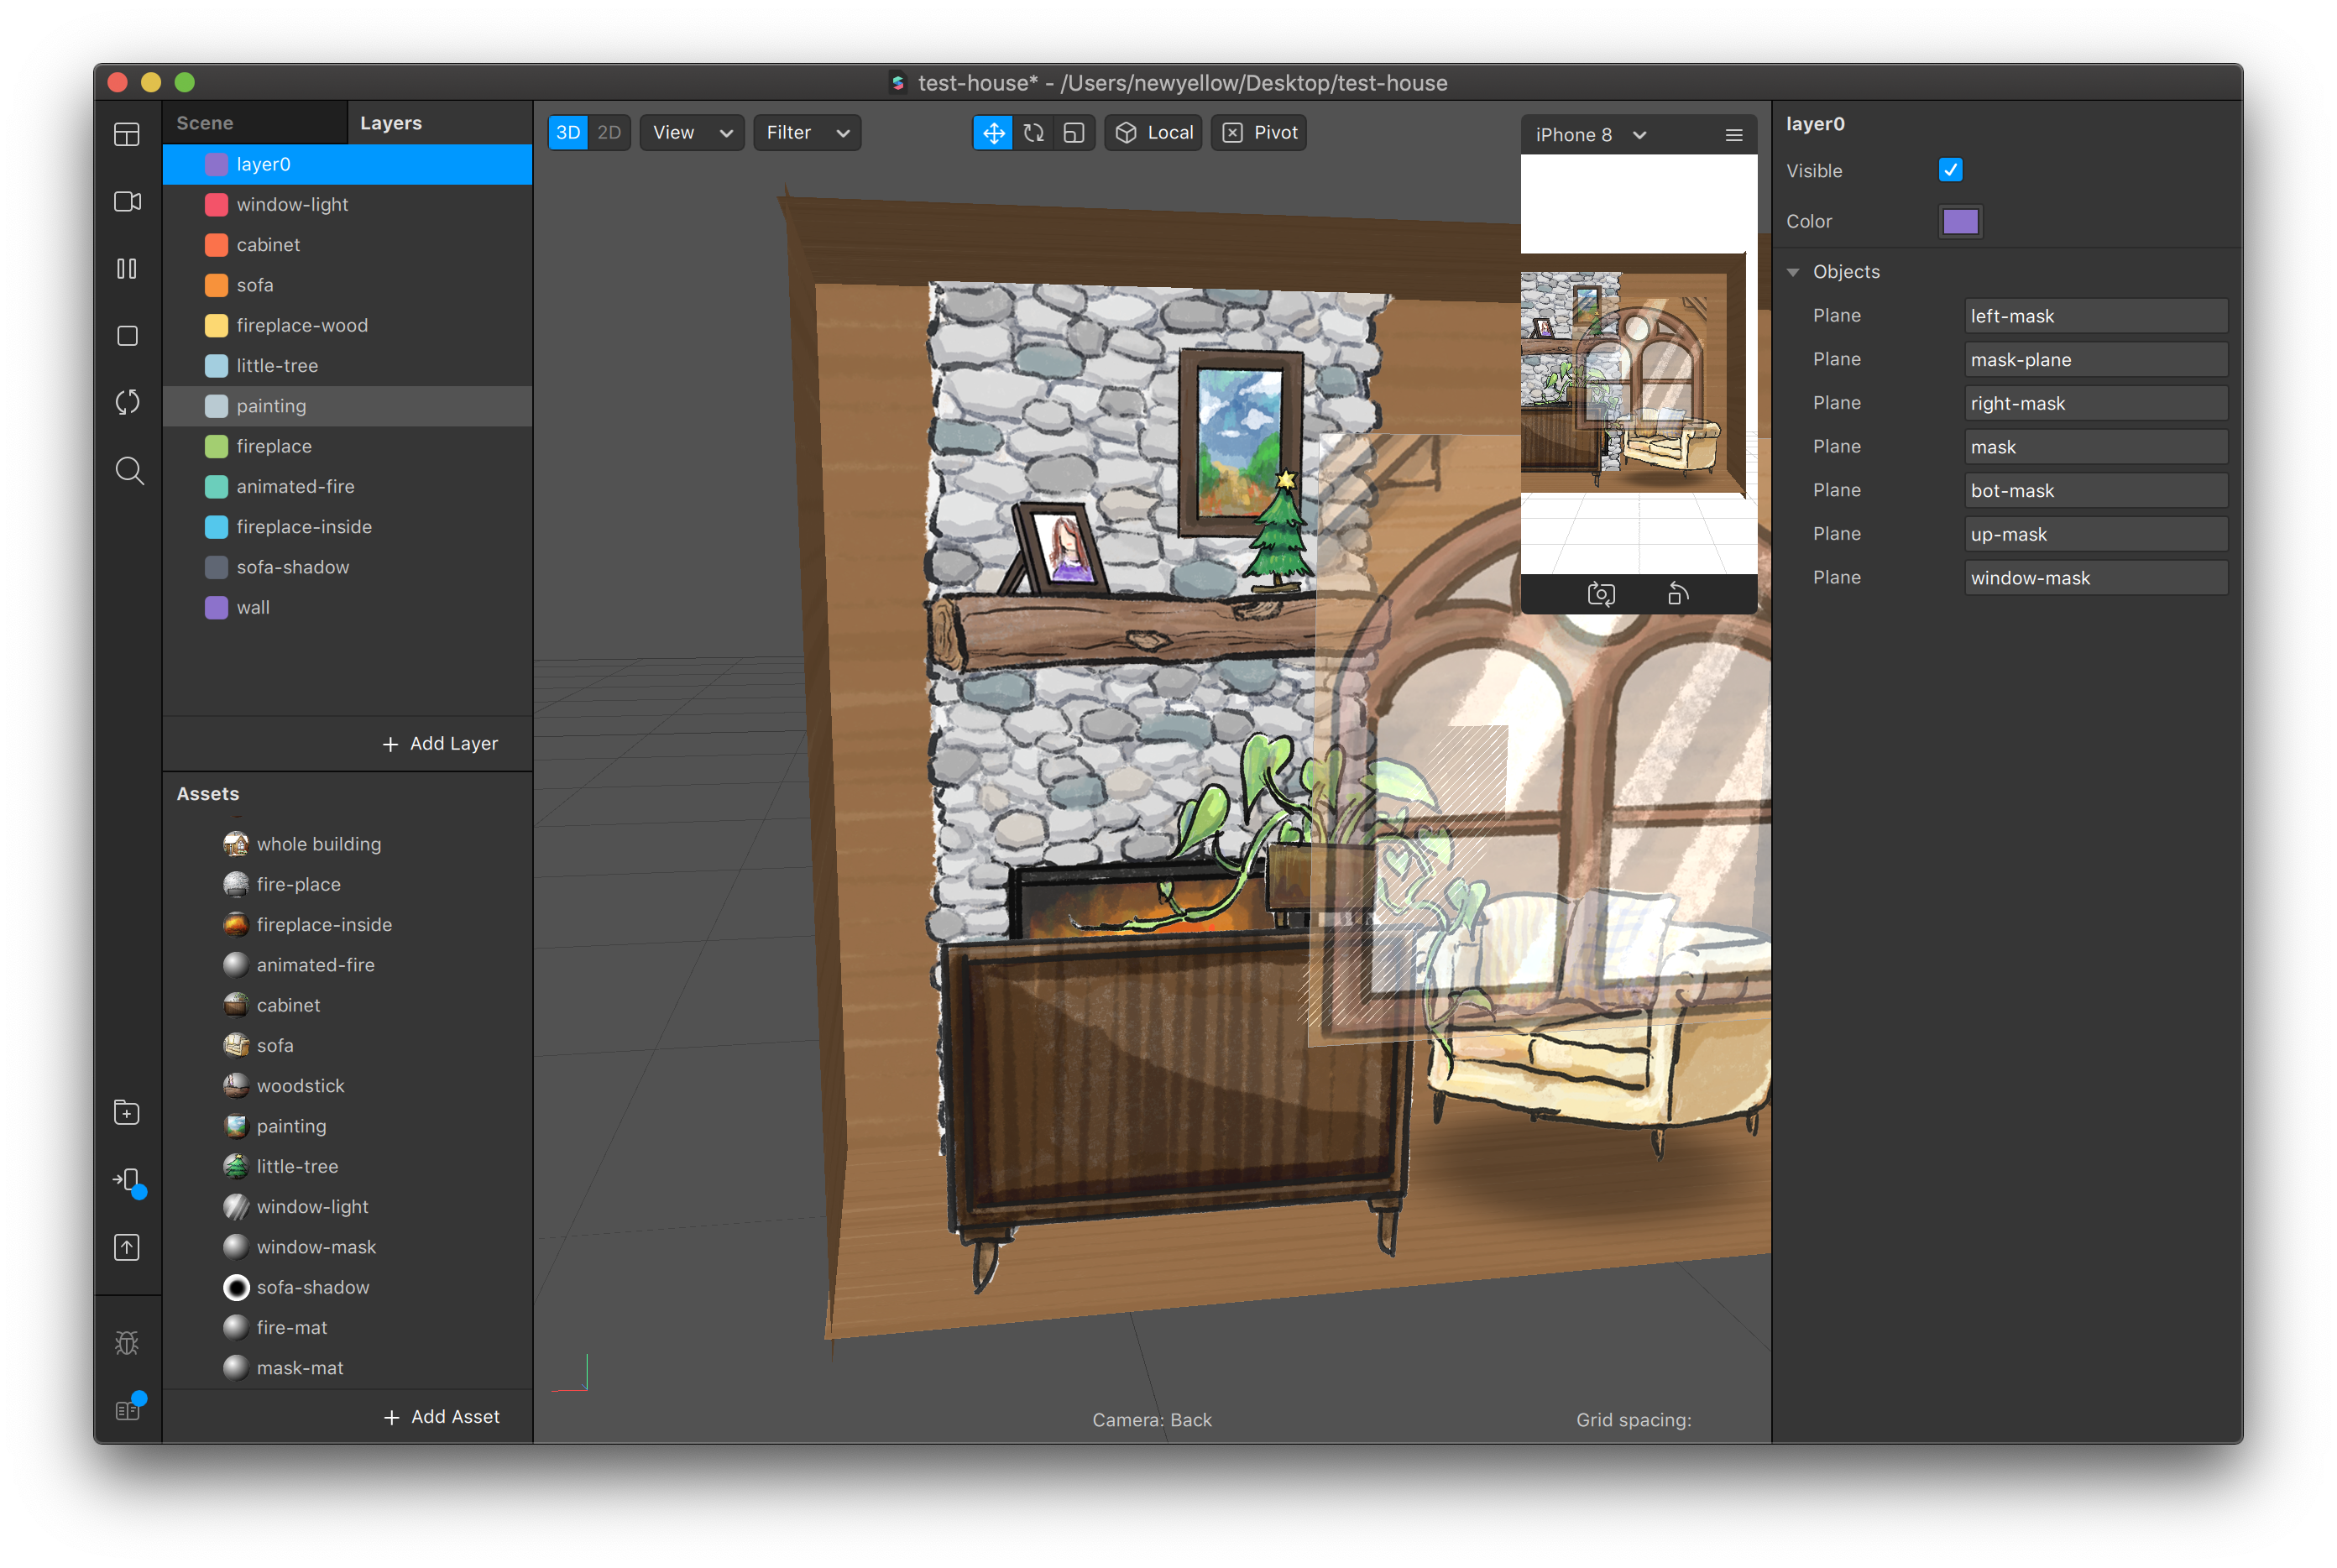 test-house* - /Users/newyellow/Desktop/test-house
Scene
Layers
layer0
window-light
cabinet
sofa
fireplace-wood
little-tree
painting
fireplace
animated-fire
fireplace-inside
sofa-shadow
wall
Add Layer
Assets
whole building
fire-place
fireplace-inside
animated-fire
cabinet
sofa
woodstick
painting
little-tree
window-light
window-mask
sofa-shadow
fire-mat
mask-mat
Add Asset
3D 2D View Filter Local Pivot
iPhone 8
Camera: Back
Grid spacing:
layer0
Visible
Color
Objects
Plane left-mask
Plane mask-plane
Plane right-mask
Plane mask
Plane bot-mask
Plane up-mask
Plane window-mask